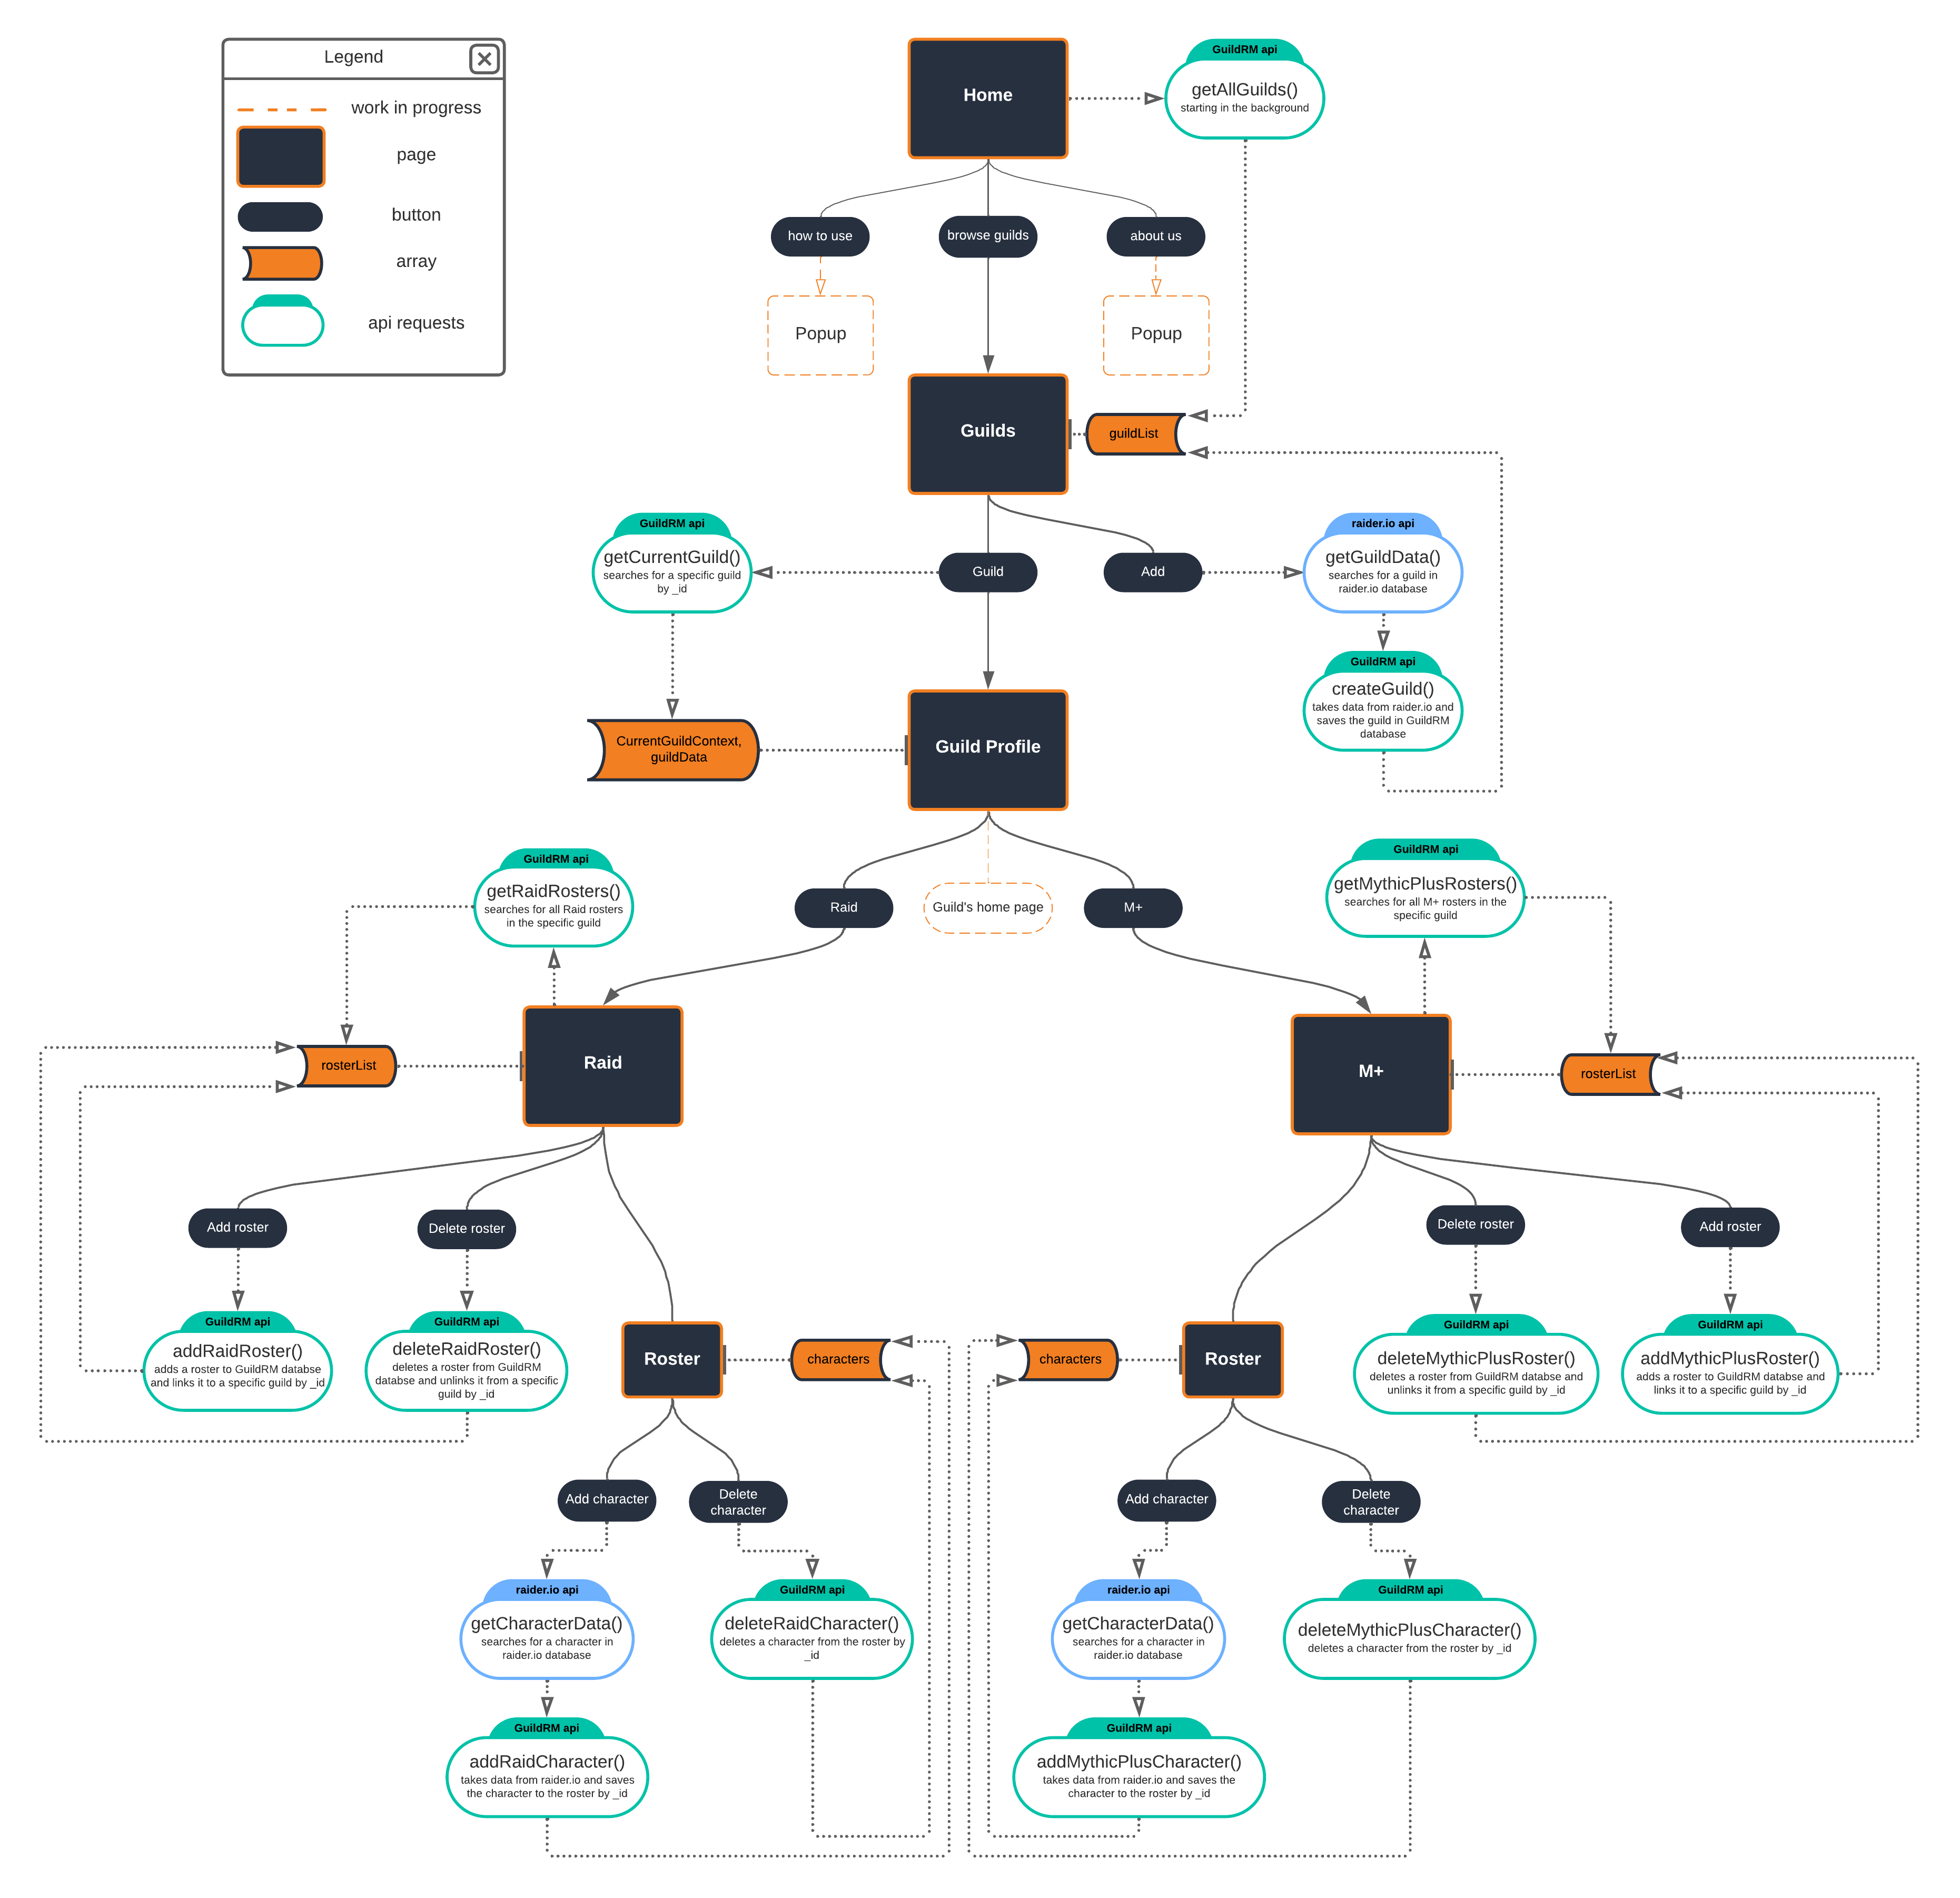 Legend
work in progress
page
button
array
api requests
Home
GuildRM api
getAllGuilds()
starting in the background
how to use
browse guilds
about us
Popup
Popup
Guilds
guildList
GuildRM api
getCurrentGuild()
searches for a specific guild
by _id
Guild
Add
raider.io api
getGuildData()
searches for a guild in
raider.io database
GuildRM api
createGuild()
takes data from raider.io and
saves the guild in GuildRM
database
CurrentGuildContext,
guildData
Guild Profile
GuildRM api
getRaidRosters()
searches for all Raid rosters
in the specific guild
Raid
Guild's home page
M+
GuildRM api
getMythicPlusRosters()
searches for all M+ rosters in the
specific guild
rosterList
Raid
M+
rosterList
Add roster
Delete roster
Delete roster
Add roster
GuildRM api
addRaidRoster()
adds a roster to GuildRM databse
and links it to a specific guild by _id
GuildRM api
deleteRaidRoster()
deletes a roster from GuildRM
databse and unlinks it from a specific
guild by _id
Roster
characters
characters
Roster
GuildRM api
deleteMythicPlusRoster()
deletes a roster from GuildRM databse and
unlinks it from a specific guild by _id
GuildRM api
addMythicPlusRoster()
adds a roster to GuildRM databse and
links it to a specific guild by _id
Add character
Delete
character
Add character
Delete
character
raider.io api
getCharacterData()
searches for a character in
raider.io database
GuildRM api
deleteRaidCharacter()
deletes a character from the roster by
_id
raider.io api
getCharacterData()
searches for a character in
raider.io database
GuildRM api
deleteMythicPlusCharacter()
deletes a character from the roster by _id
GuildRM api
addRaidCharacter()
takes data from raider.io and saves
the character to the roster by _id
GuildRM api
addMythicPlusCharacter()
takes data from raider.io and saves the
character to the roster by _id